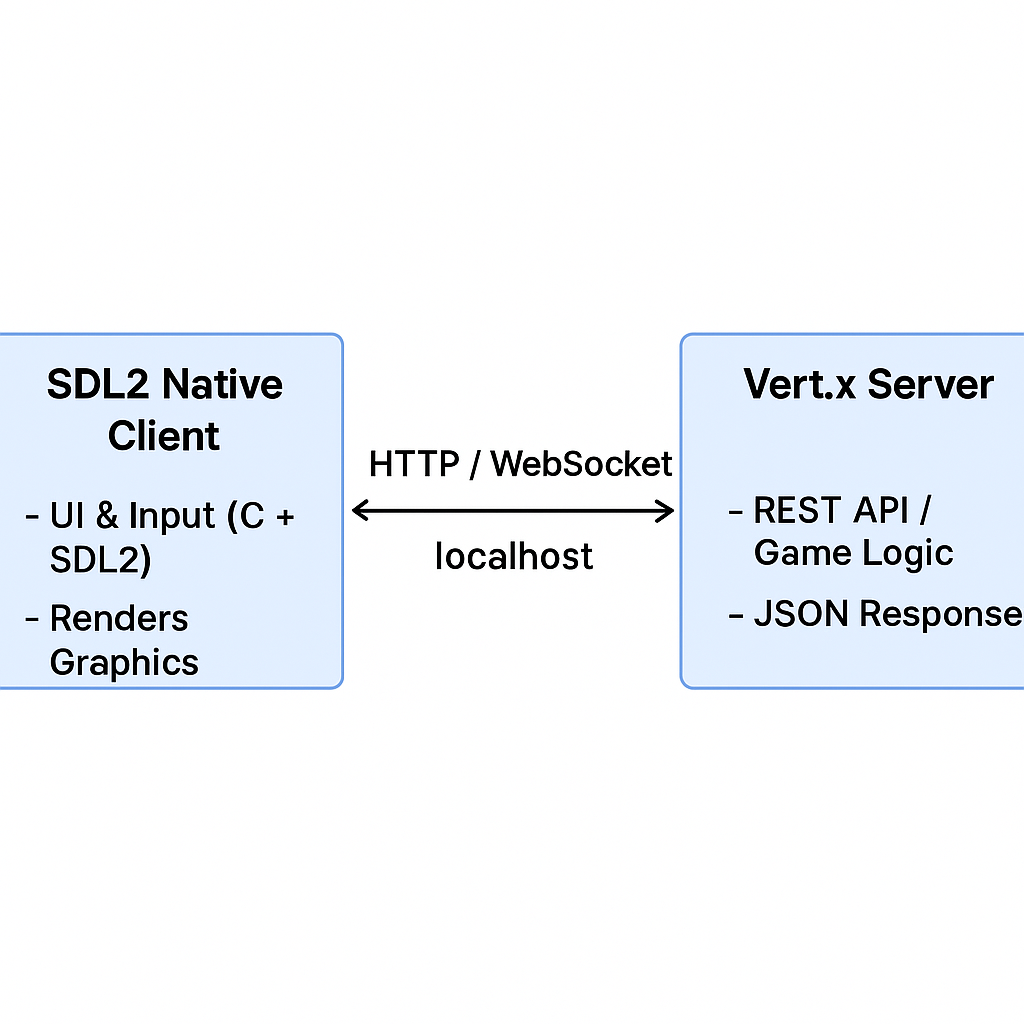 SDL2 Native
Client
- UI & Input (C +
SDL2)
- Renders
Graphics
HTTP / WebSocket
localhost
Vert.x Server
- REST API /
Game Logic
- JSON Response